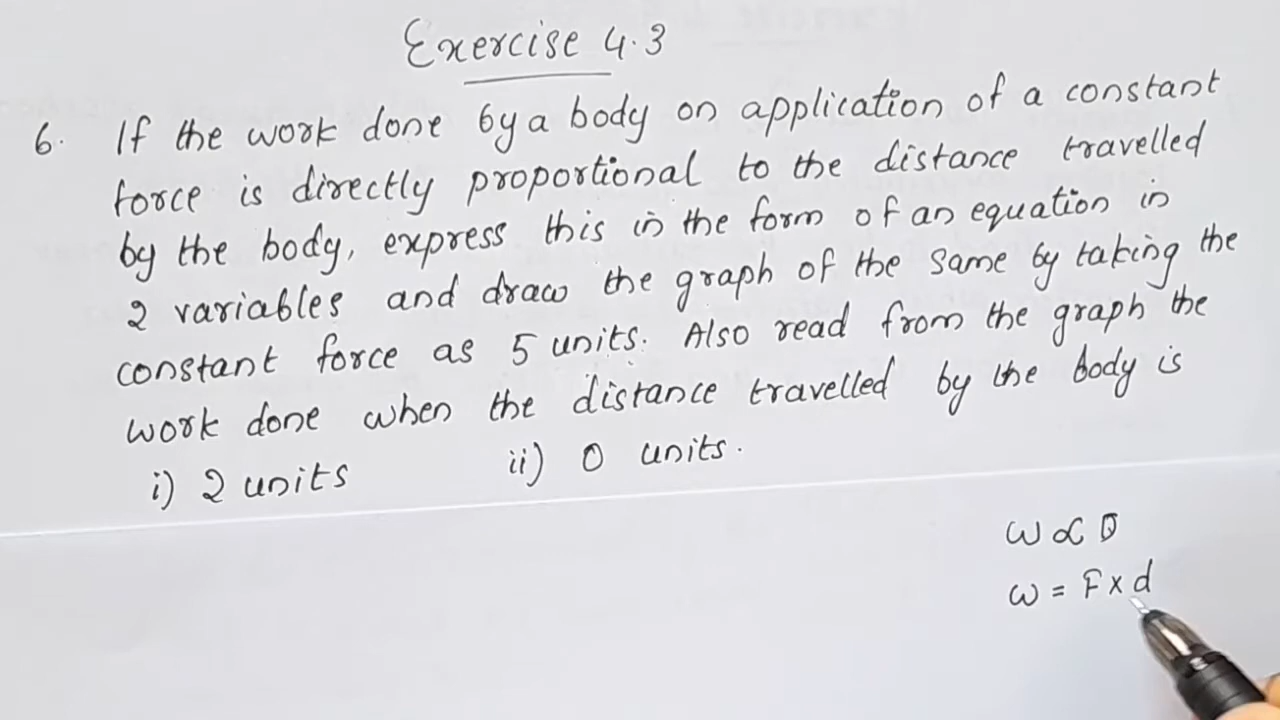 Exercise 4.3
6. If the work done by a body on application of a constant
force is directly proportional to the distance travelled
by the body, express this in the form of an equation in
2 variables and draw the graph of the same by taking the
constant force as 5 units. Also read from the graph the
work done when the distance travelled by the body is
i) 2 units ii) 0 units.
W ∝ D
W = F × d